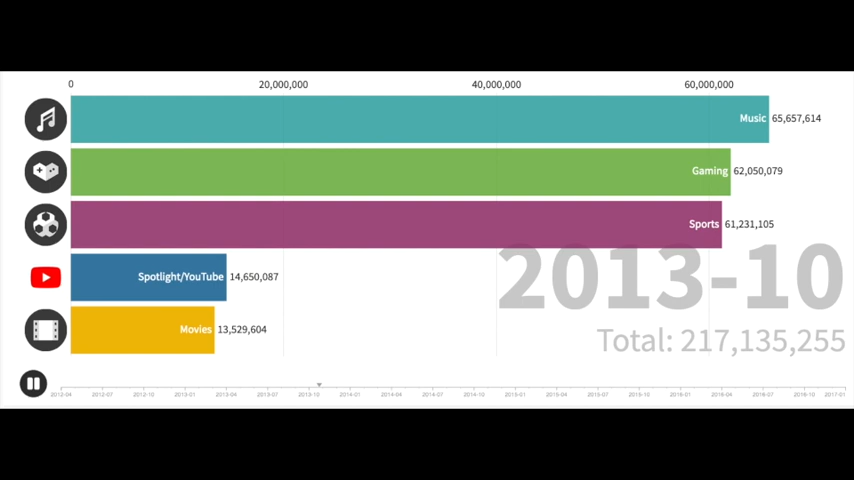 0 20,000,000 40,000,000 60,000,000
Music 65,657,614
Gaming 62,050,079
Sports 61,231,105
Spotlight/YouTube 14,650,087
2013-10
Movies 13,529,604
Total: 217,135,255
2012-04 2012-07 2012-10 2013-01 2013-04 2013-07 2013-10 2014-01 2014-04 2014-07 2014-10 2015-01 2015-04 2015-07 2015-10 2016-01 2016-04 2016-07 2016-10 2017-01